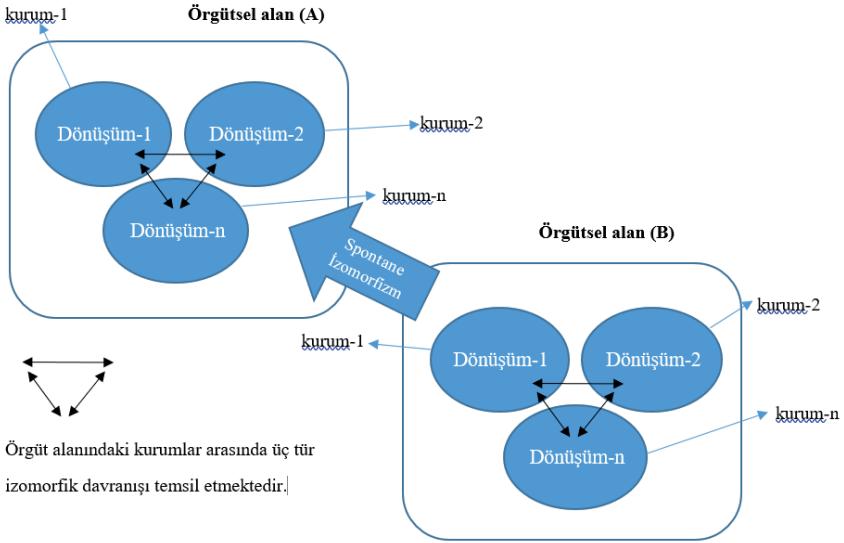 kurum-1
Örgütsel alan (A)
Dönüşüm-1
Dönüşüm-2
kurum-2
Dönüşüm-n
kurum-n
Spontane
İzomorfizm
Örgütsel alan (B)
kurum-2
kurum-1
Dönüşüm-1
Dönüşüm-2
kurum-n
Dönüşüm-n
Örgüt alanındaki kurumlar arasında üç tür
izomorfik davranışı temsil etmektedir.